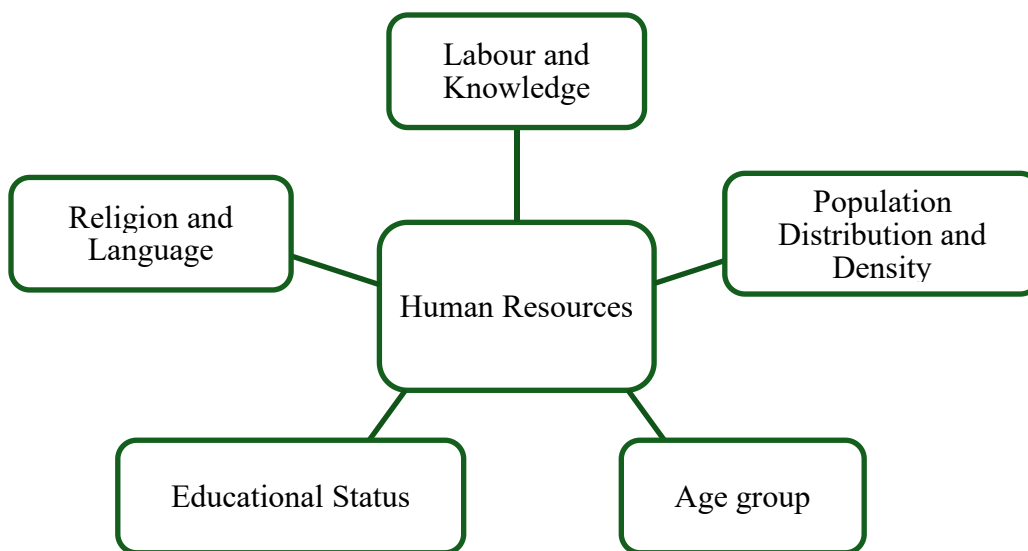 Labour and
Knowledge
Religion and
Language
Population
Distribution and
Density
Human Resources
Educational Status
Age group